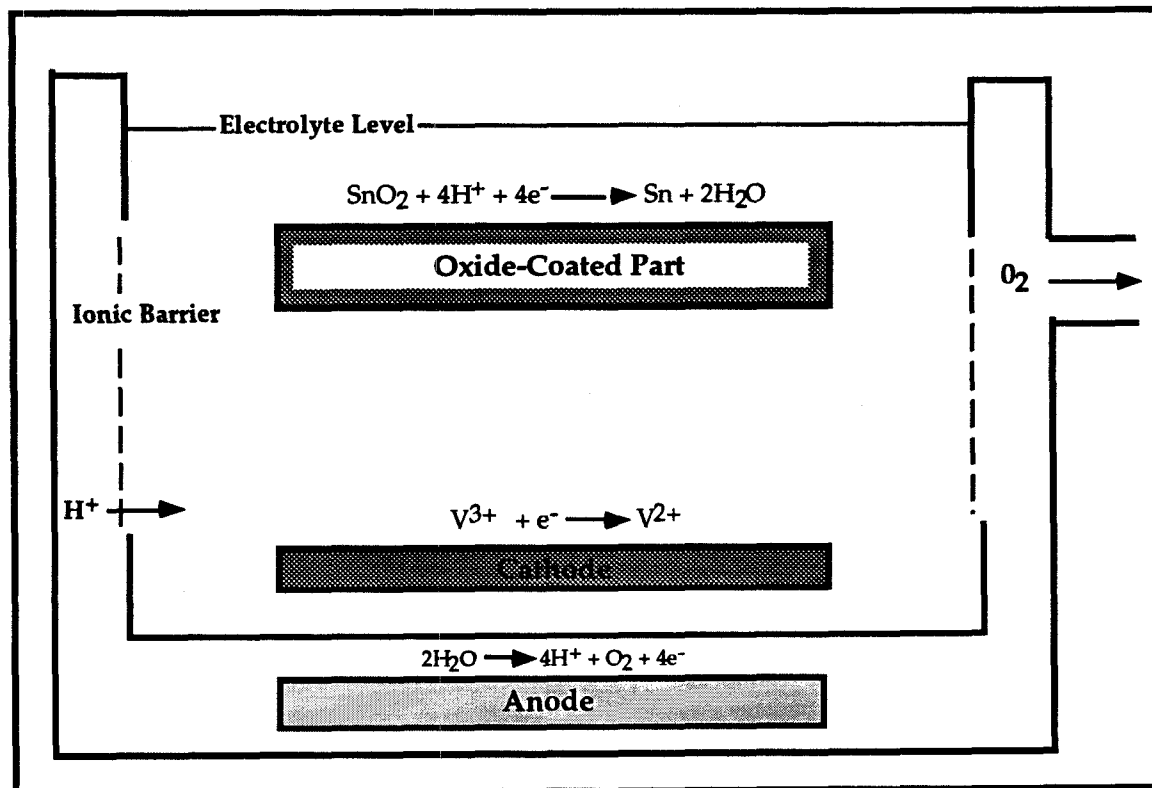 Electrolyte Level
SnO2 + 4H+ + 4e- → Sn + 2H2O
Oxide-Coated Part
02
Ionic Barrier
H+
V3+ + e- → V2+
Cathode
2H2O → 4H+ + O2 + 4e-
Anode